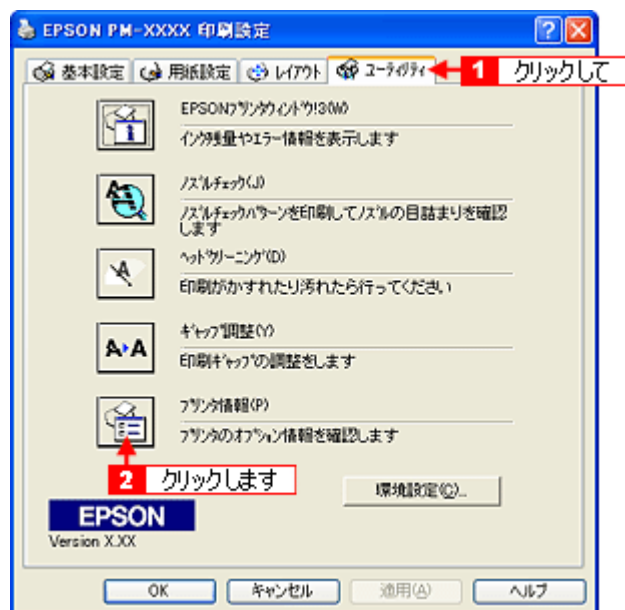 EPSON PM-XXXX 印刷設定
基本設定 用紙設定 レイアウト ユーティリティ 1 クリックして
EPSONプリンタウィンドウ!3(W)
インク残量やエラー情報を表示します
ノズルチェック(J)
ノズルチェックパターンを印刷してノズルの目詰まりを確認
します
ヘッドクリーニング(D)
印刷がかすれたり汚れたら行ってください
ギャップ調整(Y)
A▸A
印刷ギャップの調整をします
プリンタ情報(P)
プリンタのオプション情報を確認します
2 クリックします
環境設定(C)...
EPSON
Version X.XX
OK キャンセル 適用(A) ヘルプ